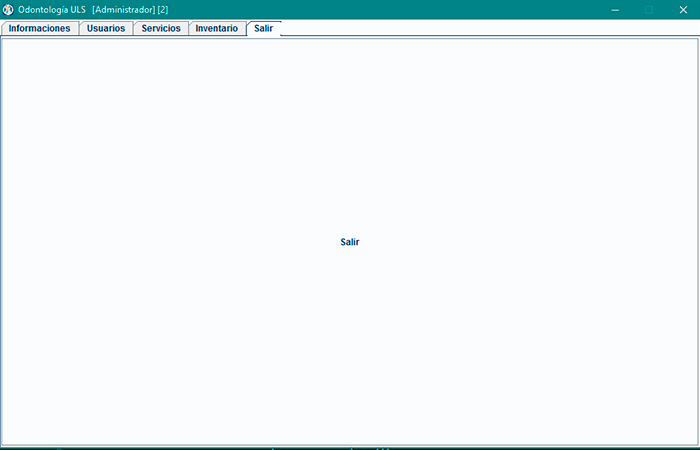 Odontología ULS [Administrador] [2]
Informaciones Usuarios Servicios Inventario Salir
Salir